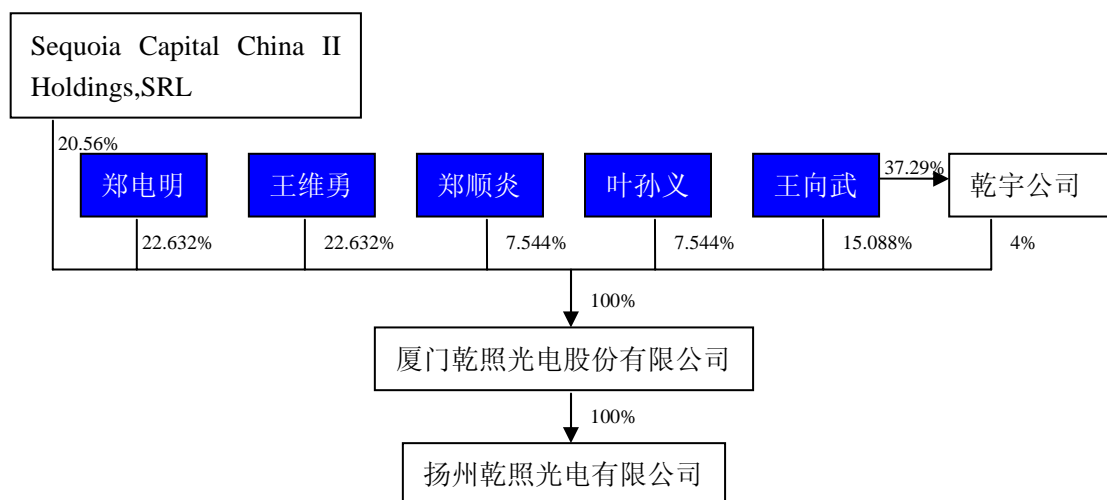 Sequoia Capital China II
Holdings,SRL
20.56%
郑电明
王维勇
郑顺炎
叶孙义
王向武
37.29%
乾宇公司
22.632%
22.632%
7.544%
7.544%
15.088%
4%
100%
厦门乾照光电股份有限公司
100%
扬州乾照光电有限公司